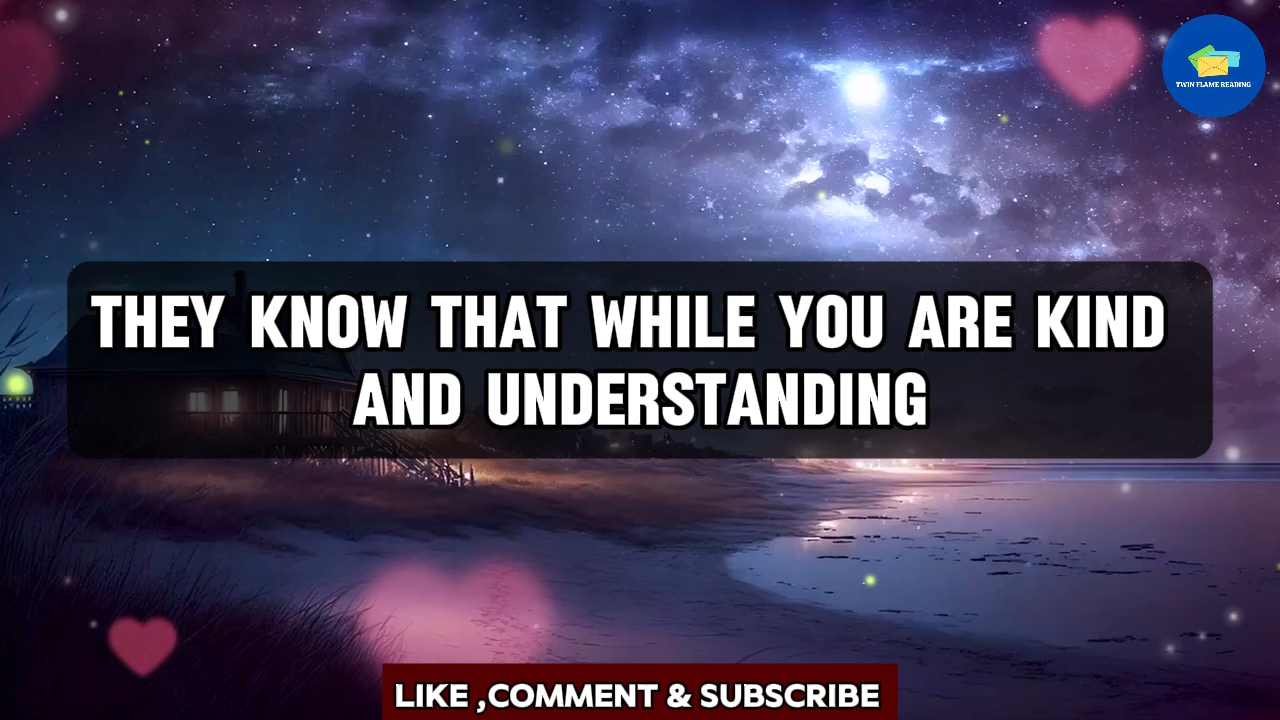 TWIN FLAME READING
THEY KNOW THAT WHILE YOU ARE KIND
AND UNDERSTANDING
LIKE ,COMMENT & SUBSCRIBE